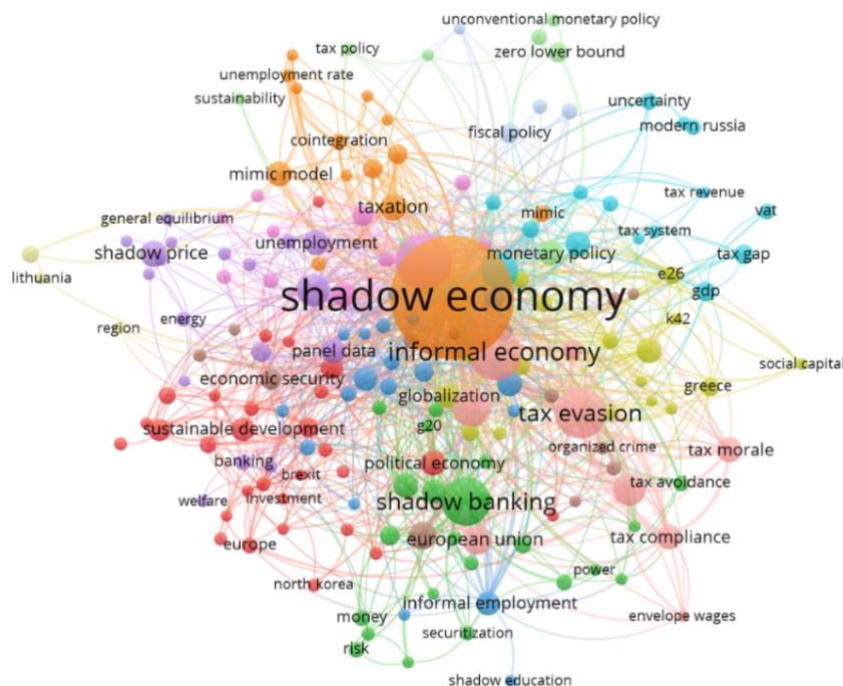 unconventional monetary policy
tax policy
zero lower bound
unemployment rate
sustainability
uncertainty
cointegration
fiscal policy
modern russia
mimic model
tax revenue
taxation
mimic
vat
general equilibrium
tax system
unemployment
shadow price
monetary policy
tax gap
lithuania
e26
shadow economy
gdp
energy
k42
region
panel data
informal economy
social capital
economic security
globalization
greece
tax evasion
g20
sustainable development
organized crime
tax morale
banking
political economy
brexit
tax avoidance
welfare
investment
shadow banking
europe
european union
tax compliance
power
north korea
informal employment
money
envelope wages
securitization
risk
shadow education